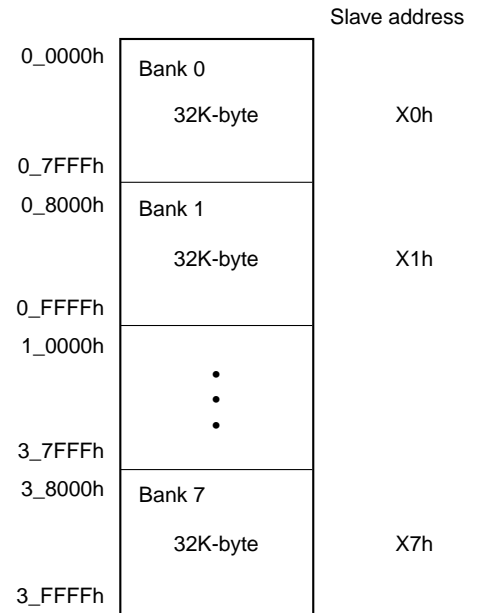 Slave address
0_0000h
Bank 0
32K-byte X0h
0_7FFFh
0_8000h
Bank 1
32K-byte X1h
0_FFFFh
1_0000h
3_7FFFh
3_8000h
Bank 7
32K-byte X7h
3_FFFFh